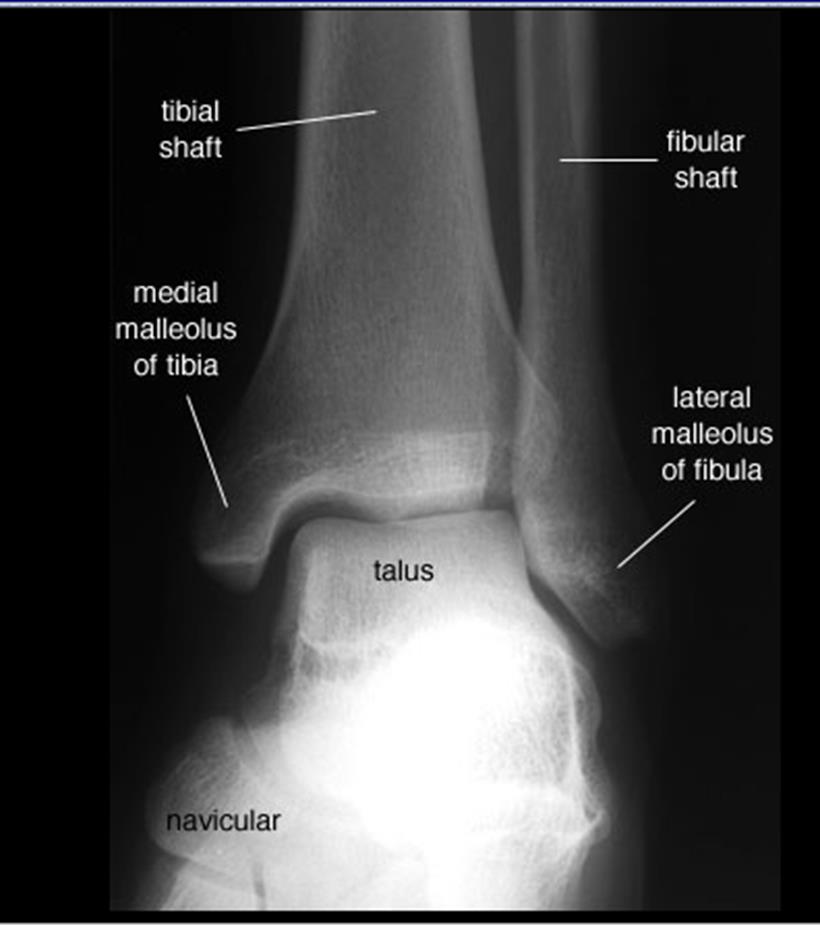 tibial
shaft
fibular
shaft
medial
malleolus
of tibia
lateral
malleolus
of fibula
talus
navicular